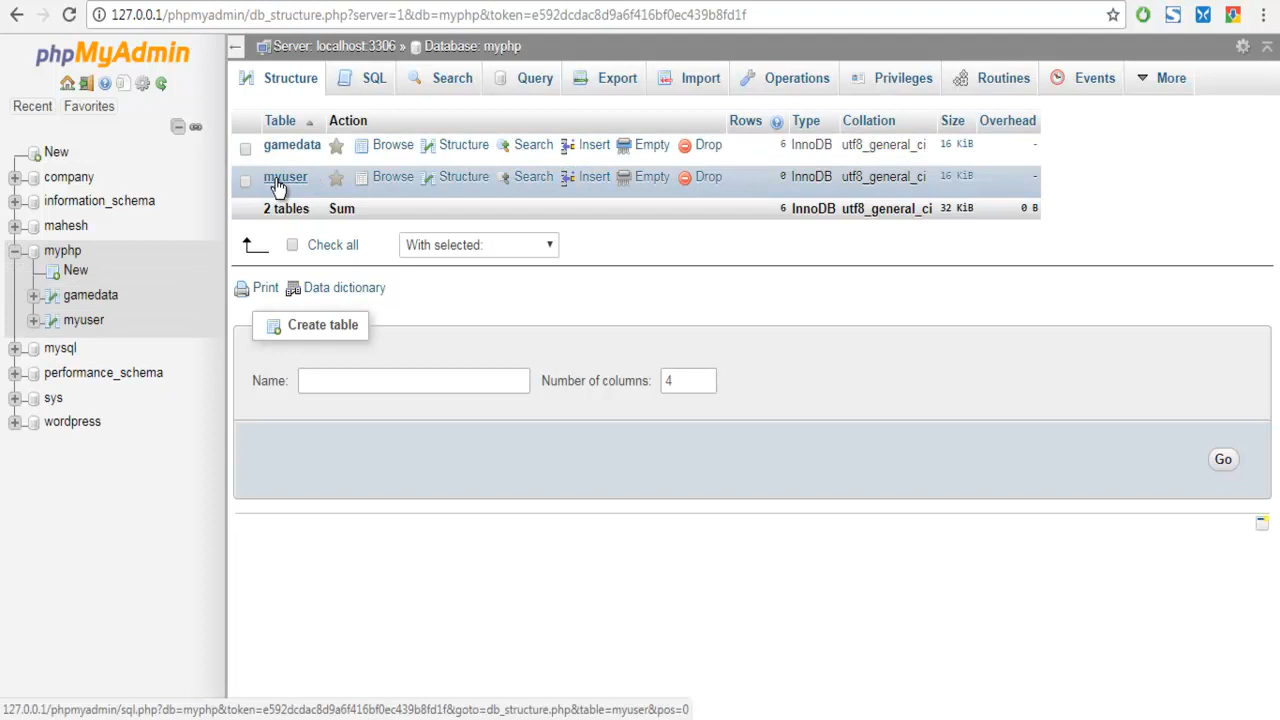 127.0.0.1/phpmyadmin/db_structure.php?server=1&db=myphp&token=e592dcdac8d9a6f416bf0ec439b8fd1f
phpMyAdmin
Recent Favorites
New
company
information_schema
mahesh
myphp
New
gamedata
myuser
mysql
performance_schema
sys
wordpress
Server: localhost:3306 » Database: myphp
Structure SQL Search Query Export Import Operations Privileges Routines Events More
Table Action Rows Type Collation Size Overhead
gamedata Browse Structure Search Insert Empty Drop 6 InnoDB utf8_general_ci 16 KiB -
myuser Browse Structure Search Insert Empty Drop 0 InnoDB utf8_general_ci 16 KiB -
2 tables Sum 6 InnoDB utf8_general_ci 32 KiB 0 B
Check all With selected:
Print Data dictionary
Create table
Name: Number of columns: 4
Go
127.0.0.1/phpmyadmin/sql.php?db=myphp&token=e592dcdac8d9a6f416bf0ec439b8fd1f&goto=db_structure.php&table=myuser&pos=0